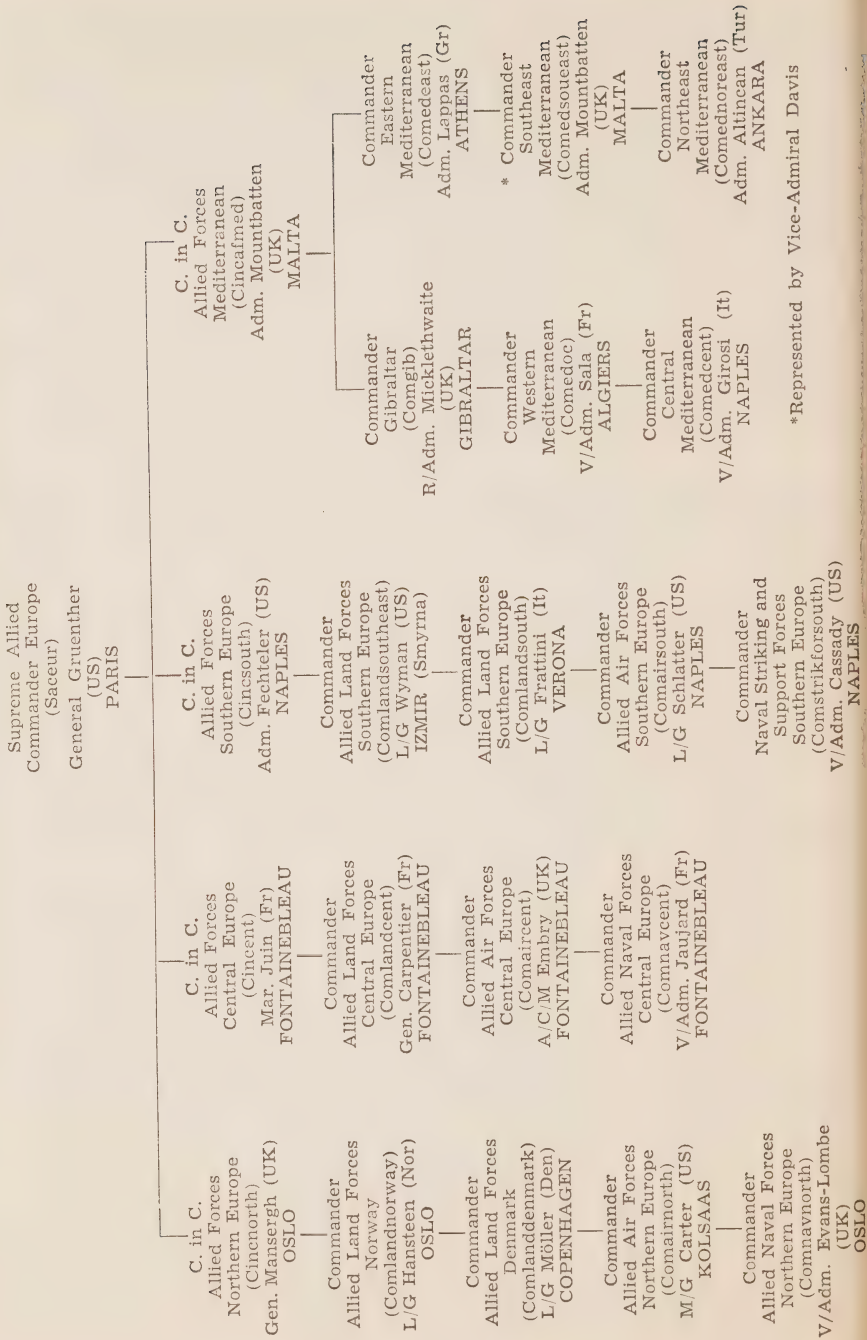 Supreme Allied
Commander Europe
(Saceur)
General Gruenther
(US)
PARIS
C. in C.
Allied Forces
Northern Europe
(Cincnorth)
Gen. Mansergh (UK)
OSLO
Commander
Allied Land Forces
Norway
(Comlandnorway)
L/G Hansteen (Nor)
OSLO
Commander
Allied Land Forces
Denmark
(Comlanddenmark)
L/G Möller (Den)
COPENHAGEN
Commander
Allied Air Forces
Northern Europe
(Comairnorth)
M/G Carter (US)
KOLSAAS
Commander
Allied Naval Forces
Northern Europe
(Comnavnorth)
V/Adm. Evans-Lombe
(UK)
OSLO
C. in C.
Allied Forces
Central Europe
(Cincent)
Mar. Juin (Fr)
FONTAINEBLEAU
Commander
Allied Land Forces
Central Europe
(Comlandcent)
Gen. Carpentier (Fr)
FONTAINEBLEAU
Commander
Allied Air Forces
Central Europe
(Comaircent)
A/C/M Embry (UK)
FONTAINEBLEAU
Commander
Allied Naval Forces
Central Europe
(Comnavcent)
V/Adm. Jaujard (Fr)
FONTAINEBLEAU
C. in C.
Allied Forces
Southern Europe
(Cincsouth)
Adm. Fechteler (US)
NAPLES
Commander
Allied Land Forces
Southern Europe
(Comlandsoutheast)
L/G Wyman (US)
IZMIR (Smyrna)
Commander
Allied Land Forces
Southern Europe
(Comlandsouth)
L/G Frattini (It)
VERONA
Commander
Allied Air Forces
Southern Europe
(Comairsouth)
L/G Schlatter (US)
NAPLES
Commander
Naval Striking and
Support Forces
Southern Europe
(Comstrikforsouth)
V/Adm. Cassady (US)
NAPLES
C. in C.
Allied Forces
Mediterranean
(Cincafmed)
Adm. Mountbatten
(UK)
MALTA
Commander
Gibraltar
(Comgib)
R/Adm. Micklethwaite
(UK)
GIBRALTAR
Commander
Western
Mediterranean
(Comedoc)
V/Adm. Sala (Fr)
ALGIERS
Commander
Central
Mediterranean
(Comedcent)
V/Adm. Girosi (It)
NAPLES
Commander
Eastern
Mediterranean
(Comedeast)
Adm. Lappas (Gr)
ATHENS
* Commander
Southeast
Mediterranean
(Comedsoueast)
Adm. Mountbatten
(UK)
MALTA
Commander
Northeast
Mediterranean
(Comednoreast)
Adm. Altincan (Tur)
ANKARA
*Represented by Vice-Admiral Davis